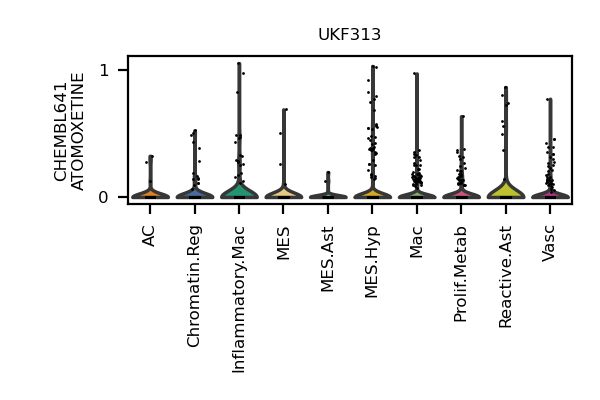 UKF313
CHEMBL641
ATOMOXETINE
1
0
AC
Chromatin.Reg
Inflammatory.Mac
MES
MES.Ast
MES.Hyp
Mac
Prolif.Metab
Reactive.Ast
Vasc